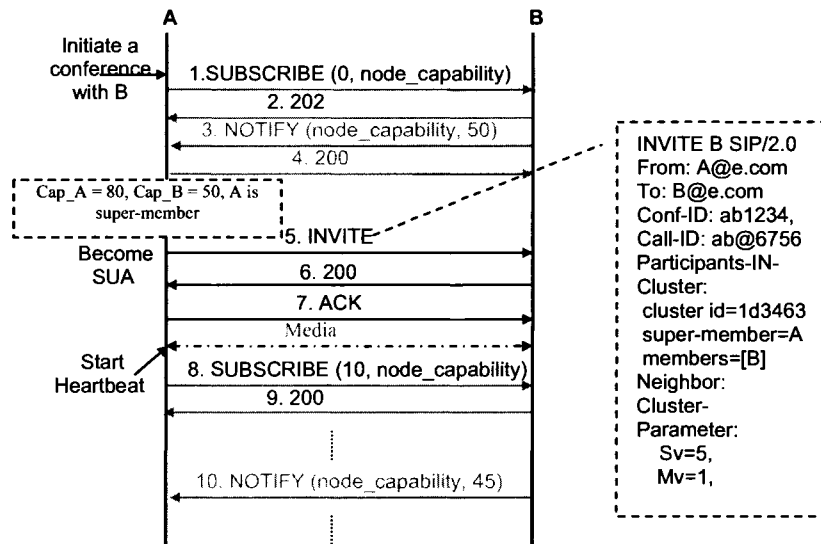 A
B
Initiate a
conference
with B
1.SUBSCRIBE (0, node_capability)
2. 202
3. NOTIFY (node_capability, 50)
4. 200
Cap_A = 80, Cap_B = 50, A is
super-member
5. INVITE
Become
SUA
6. 200
7. ACK
Media
Start
Heartbeat
8. SUBSCRIBE (10, node_capability)
9. 200
10. NOTIFY (node_capability, 45)
INVITE B SIP/2.0
From: A@e.com
To: B@e.com
Conf-ID: ab1234,
Call-ID: ab@6756
Participants-IN-
Cluster:
cluster id=1d3463
super-member=A
members=[B]
Neighbor:
Cluster-
Parameter:
Sv=5,
Mv=1,